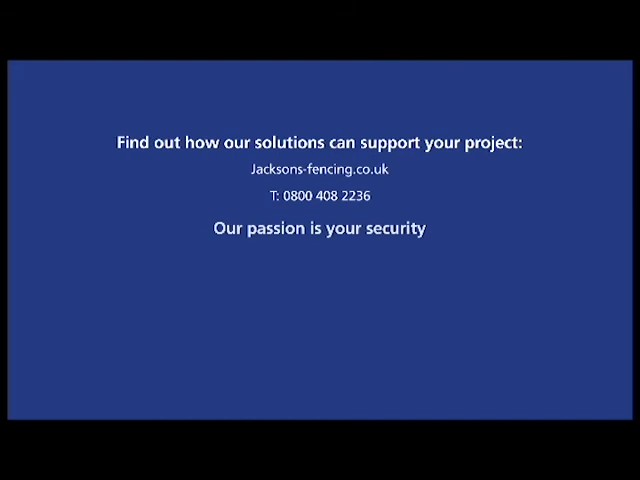 Find out how our solutions can support your project:
Jacksons-fencing.co.uk
T: 0800 408 2236
Our passion is your security